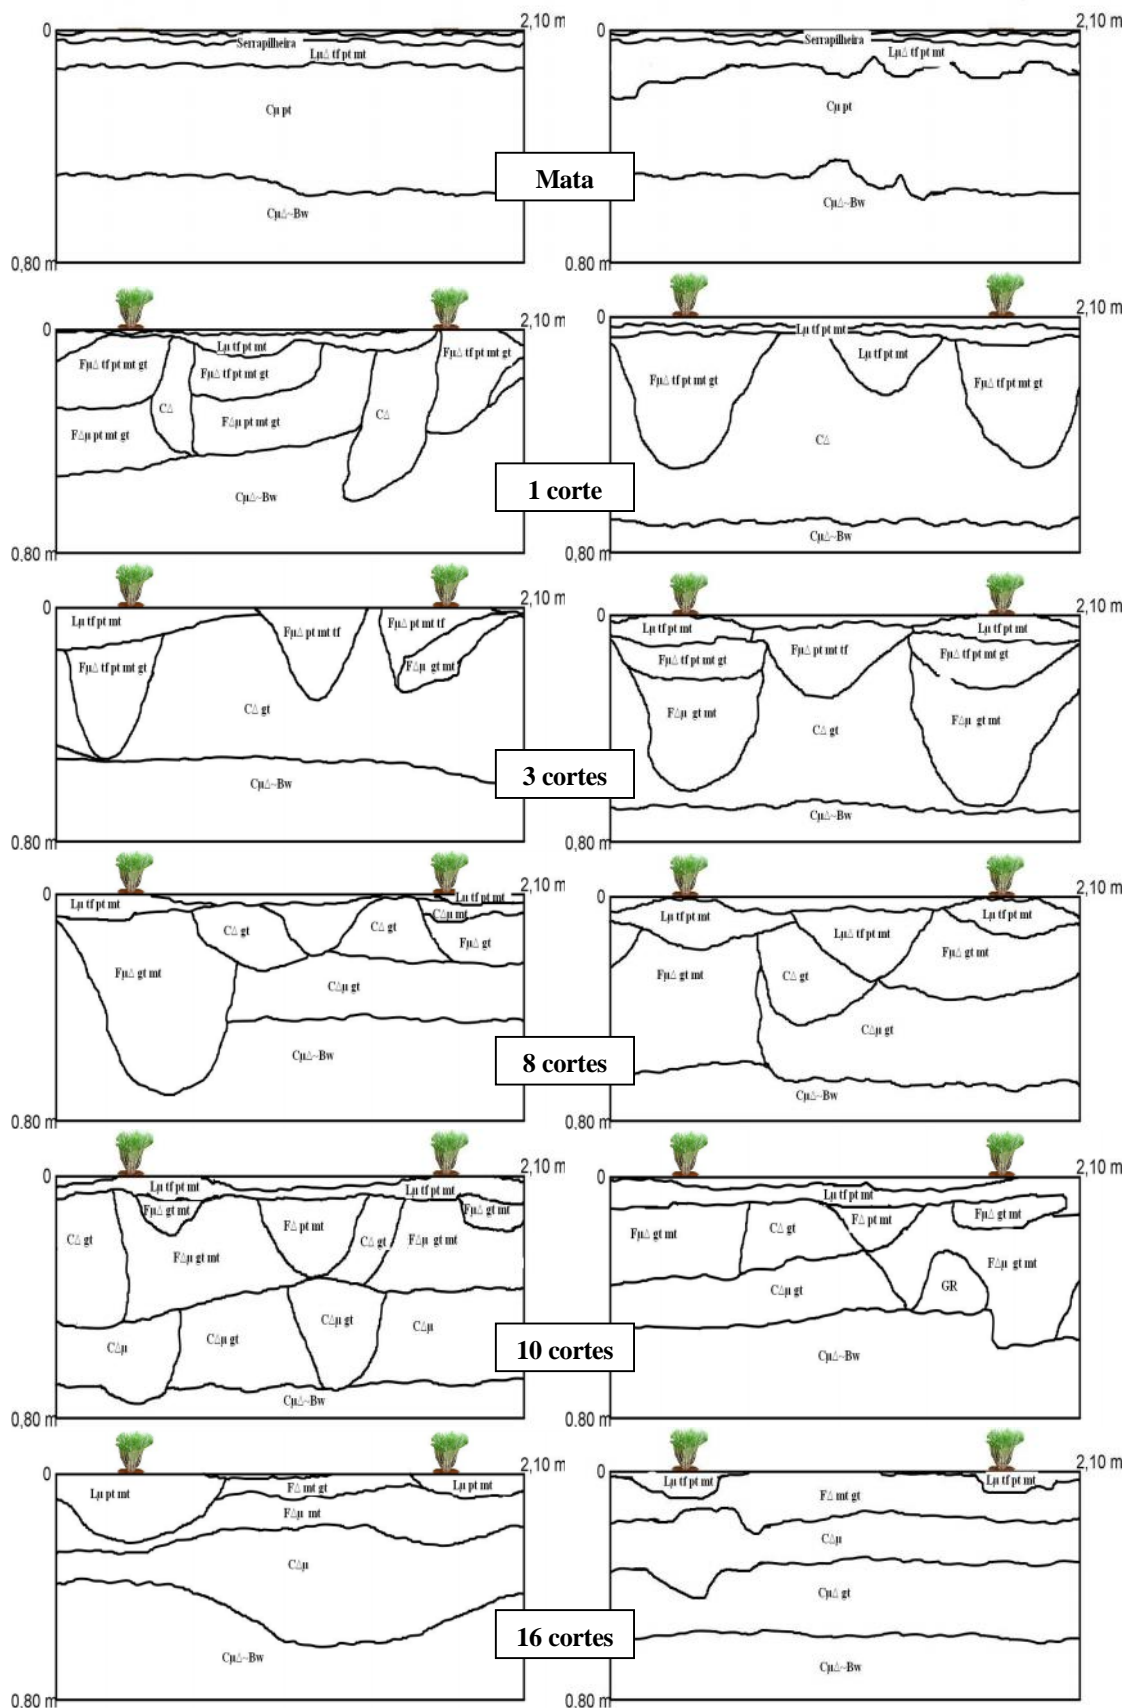 0
2,10 m
0
2,10 m
Serrapilheira
Serrapilheira
Lμ∆ tf pt mt
Lμ∆ tf pt mt
Cμ pt
Cμ pt
Mata
Cμ∆~Bw
Cμ∆~Bw
0,80 m
0.80 m
0
2,10 m
0
2,10 m
Lμ tf pt mt
Fμ∆ tf pt mt gt
Fμ∆ tf pt mt gt
Fμ∆ tf pt mt gt
C∆
C∆
F∆μ pt mt gt
F∆μ pt mt gt
Cμ∆~Bw
Lμ tf pt mt
Lμ tf pt mt
Fμ∆ tf pt mt gt
Fμ∆ tf pt mt gt
C∆
1 corte
Cμ∆~Bw
0.80 m
0,80 m
0
2,10 m
0
2,10 m
Lμ tf pt mt
Fμ∆ pt mt tf
Fμ∆ pt mt tf
Fμ∆ tf pt mt gt
F∆μ gt mt
C∆ gt
Cμ∆~Bw
Lμ tf pt mt
Lμ tf pt mt
Fμ∆ pt mt tf
Fμ∆ tf pt mt gt
Fμ∆ tf pt mt gt
F∆μ gt mt
F∆μ gt mt
C∆ gt
3 cortes
Cμ∆~Bw
0.80 m
0.80 m
0
2,10 m
0
2,10 m
Lμ tf pt mt
Lμ tf pt mt
C∆μ mt
C∆ gt
C∆ gt
Fμ∆ gt
Fμ∆ gt mt
C∆μ gt
Cμ∆~Bw
Lμ tf pt mt
Lμ tf pt mt
Lμ∆ tf pt mt
Fμ∆ gt mt
Fμ∆ gt mt
C∆ gt
C∆μ gt
8 cortes
Cμ∆~Bw
0.80 m
0.80 m
0
2,10 m
0
2,10 m
Lμ tf pt mt
Lμ tf pt mt
Fμ∆ gt mt
Fμ∆ gt mt
C∆ gt
F∆ pt mt
C∆ gt
F∆μ gt mt
F∆μ gt mt
C∆μ
C∆μ gt
C∆μ gt
C∆μ
Cμ∆~Bw
Lμ tf pt mt
Fμ∆ gt mt
C∆ gt
F∆ pt mt
Fμ∆ gt mt
F∆μ gt mt
C∆μ gt
GR
10 cortes
Cμ∆~Bw
0,80 m
0.80 m
0
2,10 m
0
2,10 m
Lμ pt mt
F∆ mt gt
Lμ pt mt
F∆μ mt
C∆μ
Cμ∆~Bw
Lμ tf pt mt
Lμ tf pt mt
F∆ mt gt
C∆μ
Cμ∆ gt
16 cortes
Cμ∆~Bw
0.80 m
0.80 m